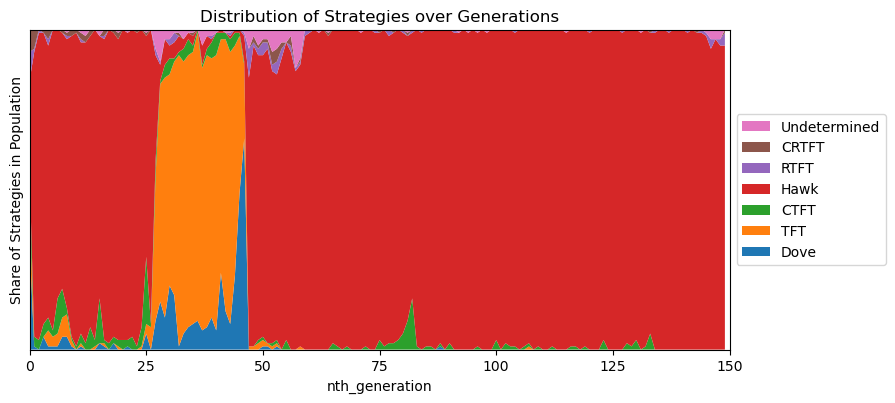 Distribution of Strategies over Generations
Share of Strategies in Population
Undetermined
CRTFT
RTFT
Hawk
CTFT
TFT
Dove
0 25 50 75 100 125 150
nth_generation